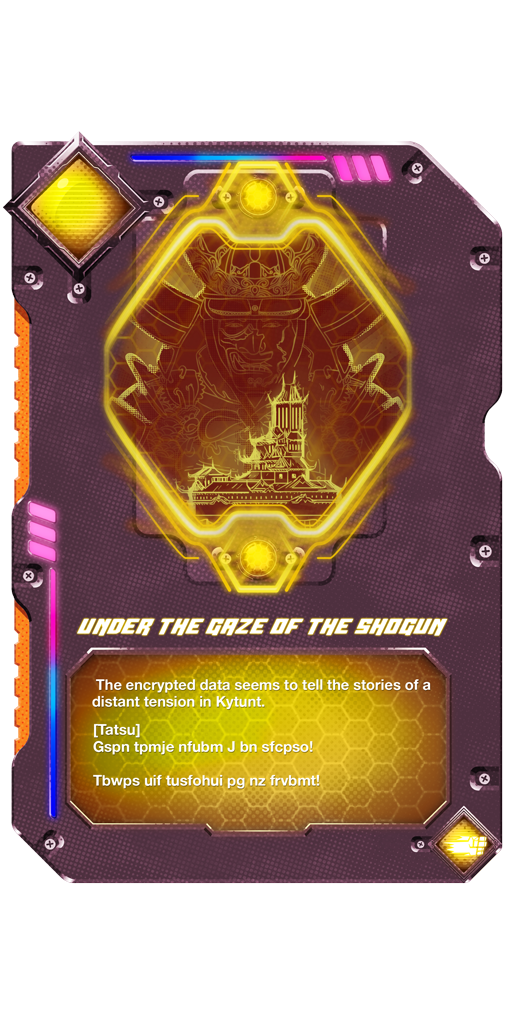 UNDER THE GAZE OF THE SHOGUN
The encrypted data seems to tell the stories of a
distant tension in Kytunt.
[Tatsu]
Gspn tpmje nfubm J bn sfcpso!
Tbwps uif tusfohui pg nz frvbmt!